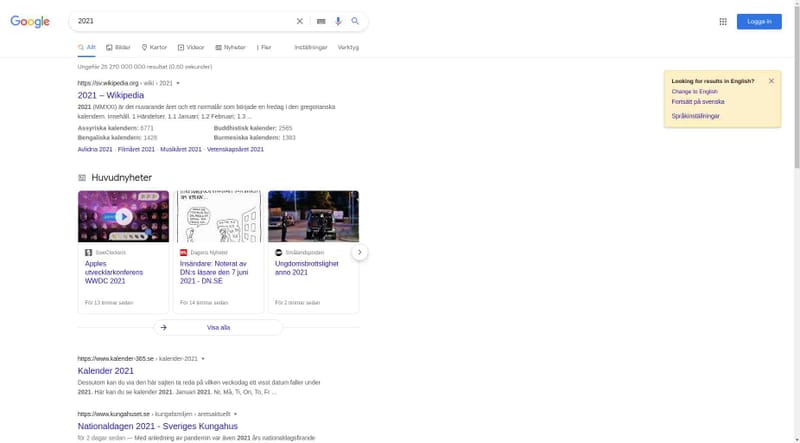 Google
2021
Logga in
Allt Bilder Kartor Videor Nyheter Fler Inställningar Verktyg
Ungefär 25 270 000 000 resultat (0,60 sekunder)
Looking for results in English?
Change to English
Fortsätt på svenska
Språkinställningar
https://sv.wikipedia.org › wiki › 2021
2021 – Wikipedia
2021 (MMXXI) är det nuvarande året och ett normalår som började en fredag i den gregorianska
kalendern. Innehåll. 1 Händelser. 1.1 Januari; 1.2 Februari; 1.3 ...
Assyriska kalendern: 6771 Buddhistisk kalender: 2565
Bengaliska kalendern: 1428 Burmesiska kalendern: 1383
Avlidna 2021 · Filmåret 2021 · Musikåret 2021 · Vetenskapsåret 2021
Huvudnyheter
SweClockers
Apples
utvecklarkonferens
WWDC 2021
För 13 timmar sedan
Dagens Nyheter
Insändare: Noterat av
DN:s läsare den 7 juni
2021 - DN.SE
För 14 timmar sedan
Smålandsposten
Ungdomsbrottslighet
anno 2021
För 2 timmar sedan
Visa alla
https://www.kalender-365.se › kalender-2021
Kalender 2021
Dessutom kan du via den här sajten ta reda på vilken veckodag ett visst datum faller under
2021. Här kan du se kalender 2021. Januari 2021. Nr, Må, Ti, On, To, Fr ...
https://www.kungahuset.se › kungafamiljen › aretsaktuellt
Nationaldagen 2021 - Sveriges Kungahus
för 2 dagar sedan — Med anledning av pandemin var även 2021 års nationaldagsfirande